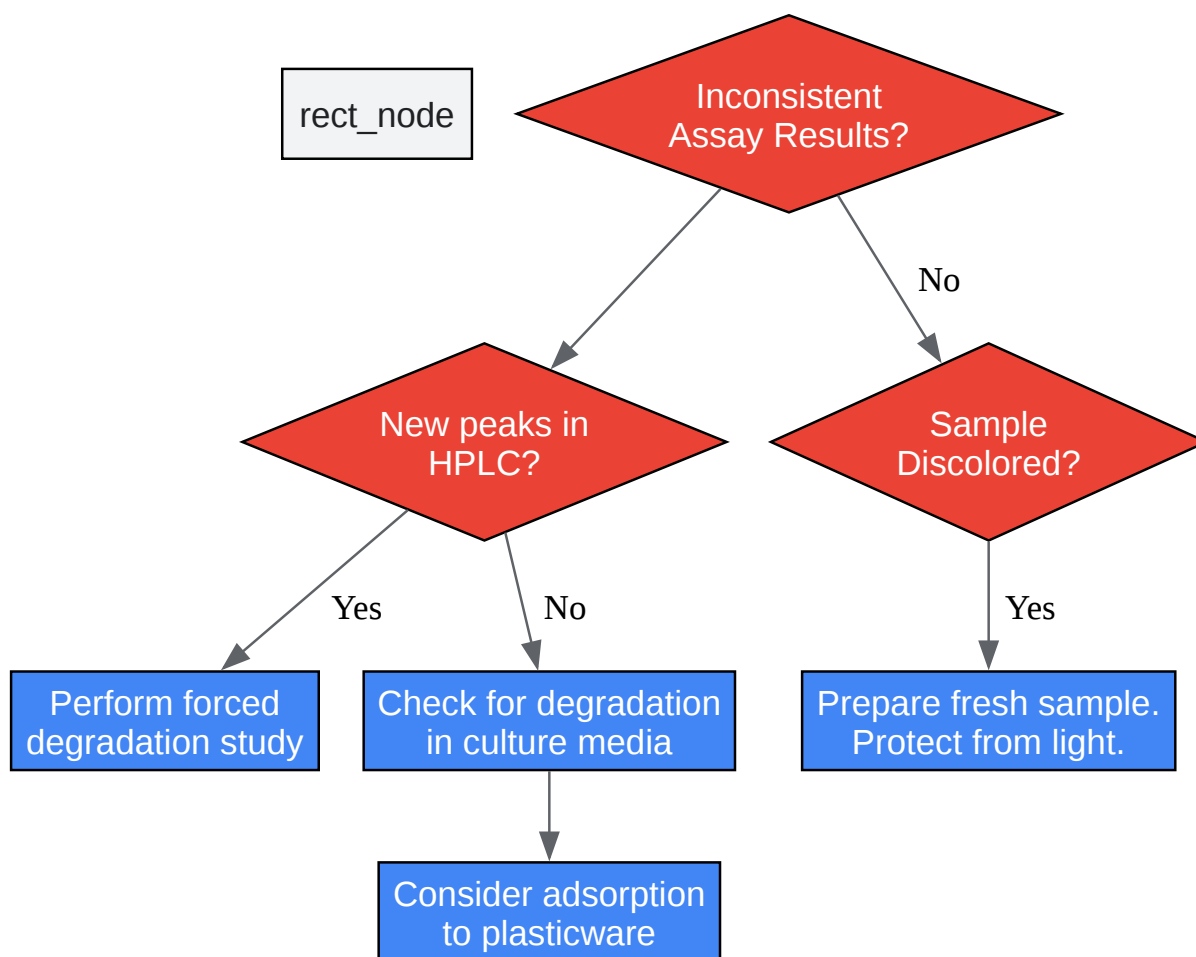 rect_node
Inconsistent
Assay Results?
No
New peaks in
HPLC?
Sample
Discolored?
Yes
No
Yes
Perform forced
degradation study
Check for degradation
in culture media
Prepare fresh sample.
Protect from light.
Consider adsorption
to plasticware